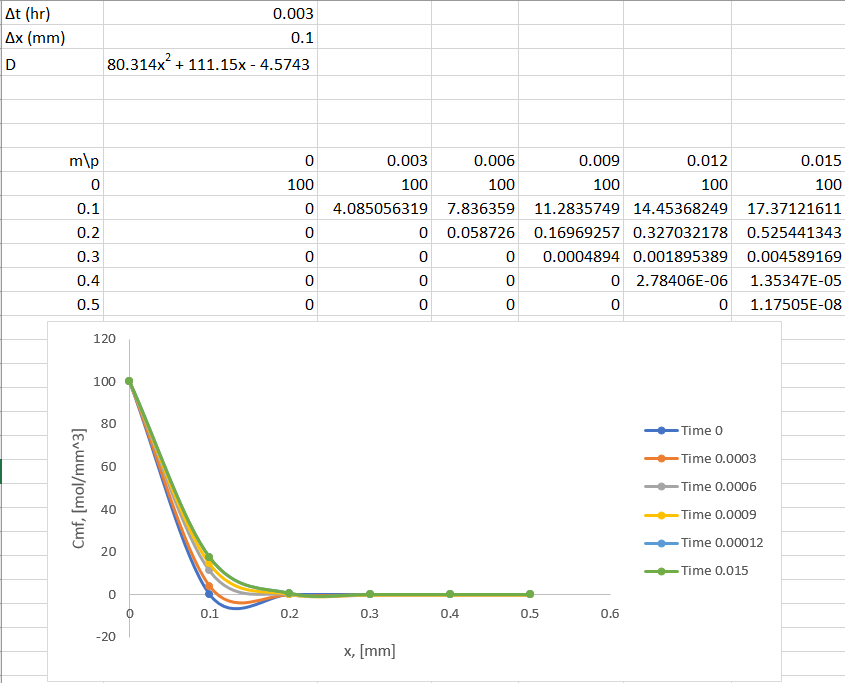 Δt (hr) 0.003
Δx (mm) 0.1
D 80.314x² + 111.15x - 4.5743
m\p 0 0.003 0.006 0.009 0.012 0.015
0 100 100 100 100 100 100
0.1 0 4.085056319 7.836359 11.2835749 14.45368249 17.37121611
0.2 0 0 0.058726 0.16969257 0.327032178 0.525441343
0.3 0 0 0 0.0004894 0.001895389 0.004589169
0.4 0 0 0 0 2.78406E-06 1.35347E-05
0.5 0 0 0 0 0 1.17505E-08
120
100
80
60
40
20
0
-20
Cmf, [mol/mm^3]
0 0.1 0.2 0.3 0.4 0.5 0.6
x, [mm]
Time 0
Time 0.0003
Time 0.0006
Time 0.0009
Time 0.00012
Time 0.015